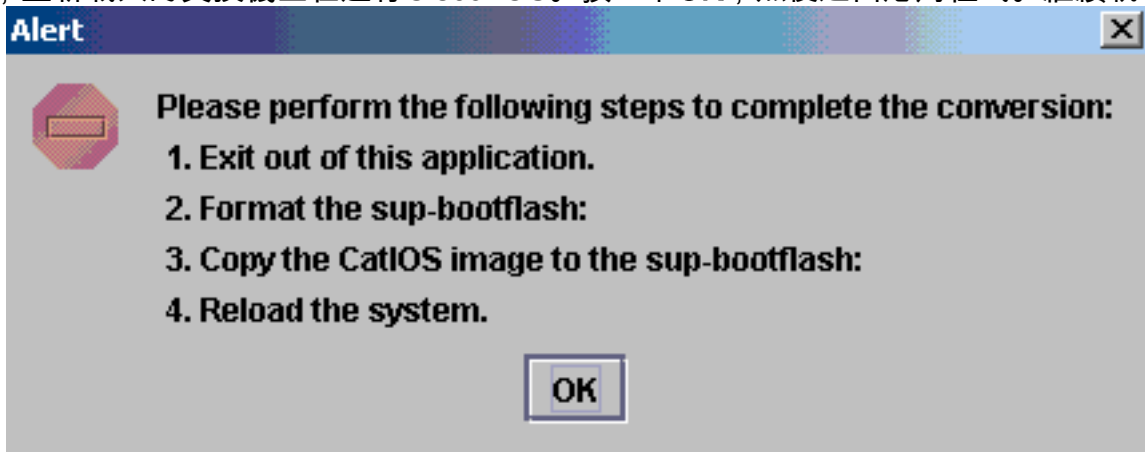 Alert
Please perform the following steps to complete the conversion:
1. Exit out of this application.
2. Format the sup-bootflash:
3. Copy the CatIOS image to the sup-bootflash:
4. Reload the system.
OK